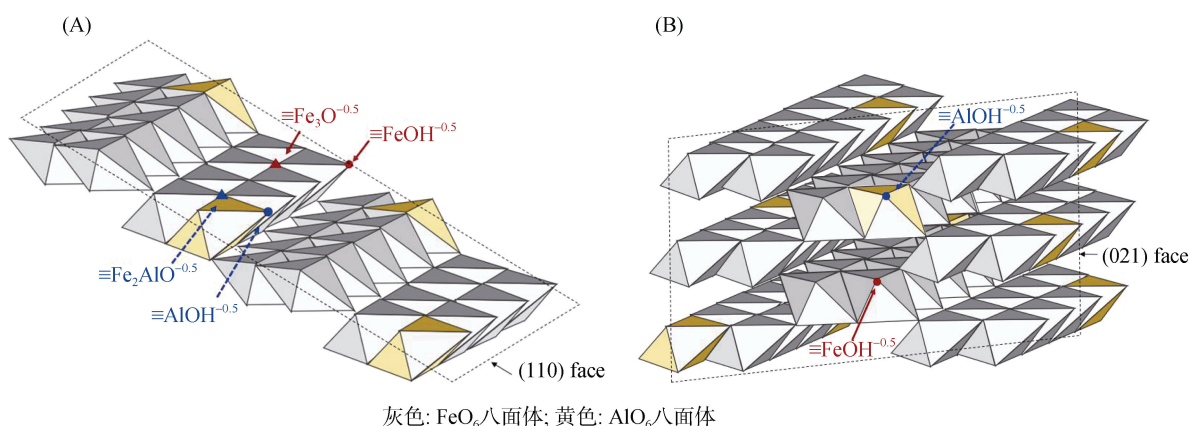 (A)
(B)
≡Fe₃O⁻⁰·⁵
≡FeOH⁻⁰·⁵
≡AlOH⁻⁰·⁵
≡Fe₂AlO⁻⁰·⁵
≡AlOH⁻⁰·⁵
(110) face
(021) face
≡FeOH⁻⁰·⁵
灰色: FeO₆八面体; 黄色: AlO₆八面体